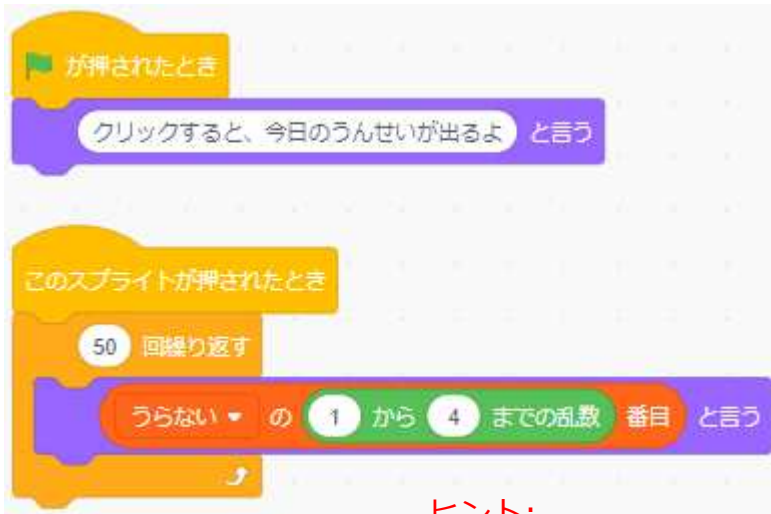 が押されたとき
クリックすると、今日のうんせいが出るよ と言う
このスプライトが押されたとき
50 回繰り返す
うらない の 1 から 4 までの乱数 番目 と言う
ヒント: